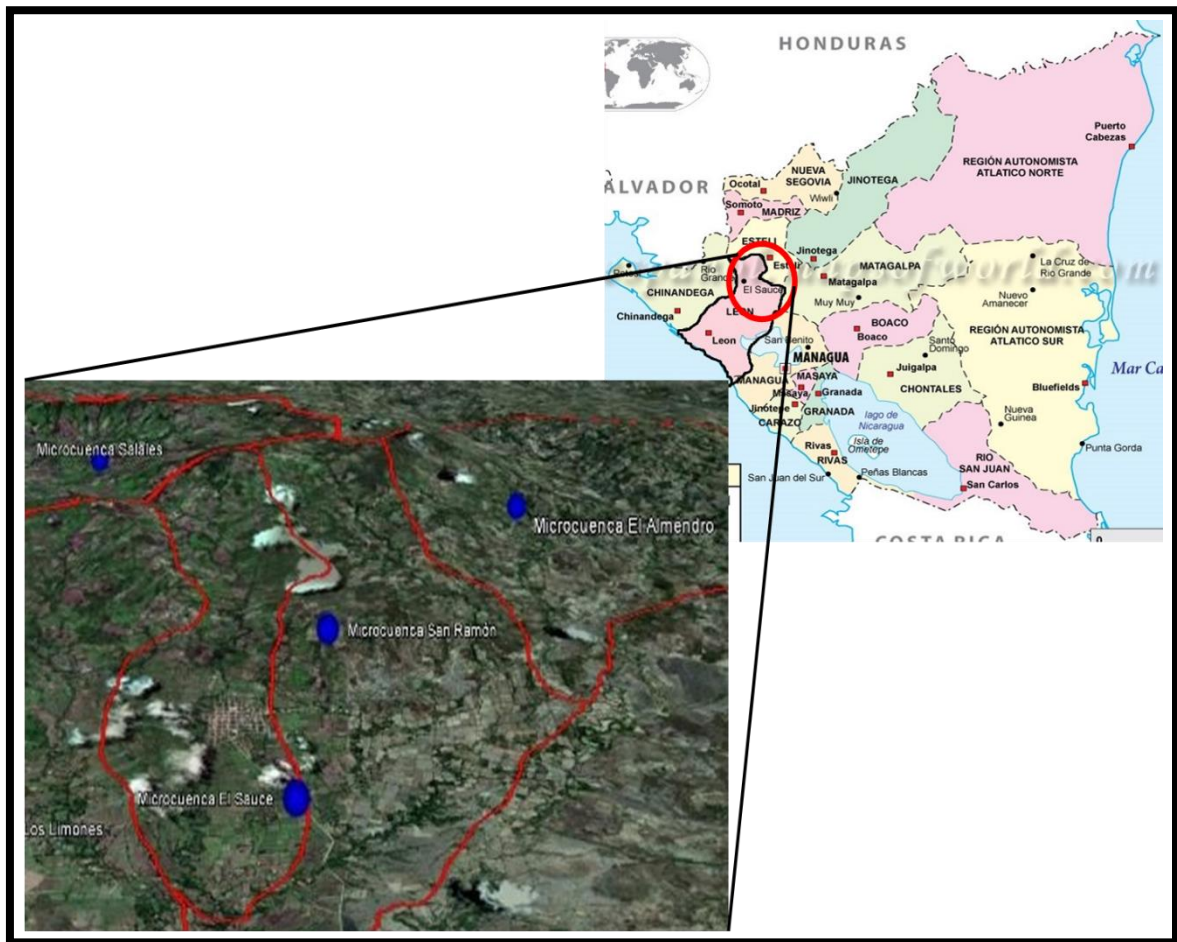 HONDURAS
ALVADOR
Puerto
Cabezas
REGIÓN AUTONOMISTA
ATLATICO NORTE
NUEVA
SEGOVIA
JINOTEGA
Ocotal
Wiwli
Somoto
MADRIZ
ESTELI
Jinotega
Esteli
MATAGALPA
La Cruz de
Rio Grande
Rio
Grande
El Sauce
Matagalpa
Muy Muy
Nuevo
Amanecer
CHINANDEGA
Chinandega
LEON
Leon
San Benito
BOACO
Boaco
Santo
Domingo
REGIÓN AUTONOMISTA
ATLATICO SUR
MANAGUA
MANAGUA
MASAYA
Masaya
Granada
Juigalpa
CHONTALES
Mar Ca
Bluefields
Jinotepe
GRANADA
CARAZO
lago de
Nicaragua
Isla de
Ometepe
Nueva
Guinea
Punta Gorda
Rivas
RIVAS
San Juan del Sur
Peñas Blancas
RIO
SAN JUAN
San Carlos
COSTA RICA
0
Microcuenca Salales
Microcuenca El Almendro
Microcuenca San Ramòn
Microcuenca El Sauce
Los Limones